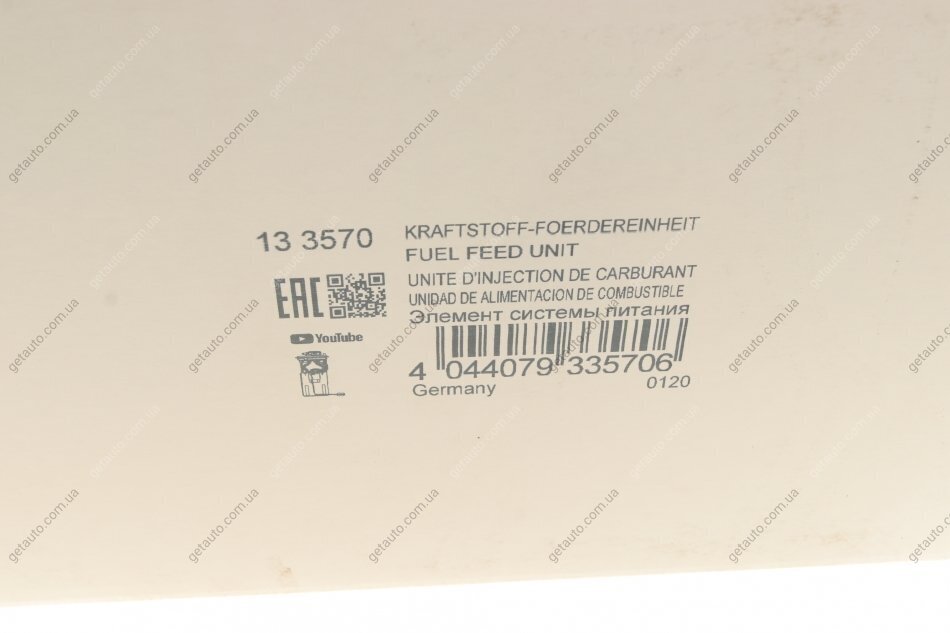 13 3570
KRAFTSTOFF-FOERDEREINHEIT
FUEL FEED UNIT
UNITE D'INJECTION DE CARBURANT
UNIDAD DE ALIMENTACION DE COMBUSTIBLE
Элемент системы питания
EAC
YouTube
4 044079 335706
Germany
0120
getauto.com.ua